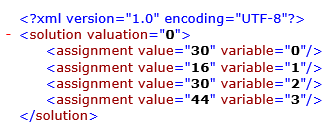 <?xml version="1.0" encoding="UTF-8"?>
- <solution valuation="0">
<assignment value="30" variable="0"/>
<assignment value="16" variable="1"/>
<assignment value="30" variable="2"/>
<assignment value="44" variable="3"/>
</solution>